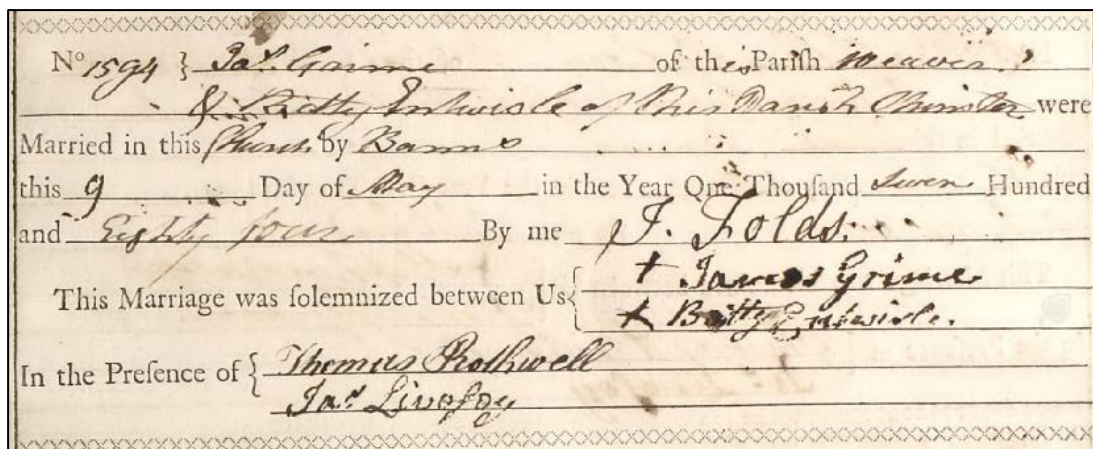 No 1594 } Jas. Grime of this Parish Weaver
& Betty Entwisle of this Parish Spinster were
Married in this Church by Banns
this 9 Day of May in the Year One Thousand Seven Hundred
and Eighty four By me J. Folds.
This Marriage was ſolemnized between Us { + James Grime
+ Betty Entwisle.
In the Preſence of { Thomas Rothwell
Jas. Livesey